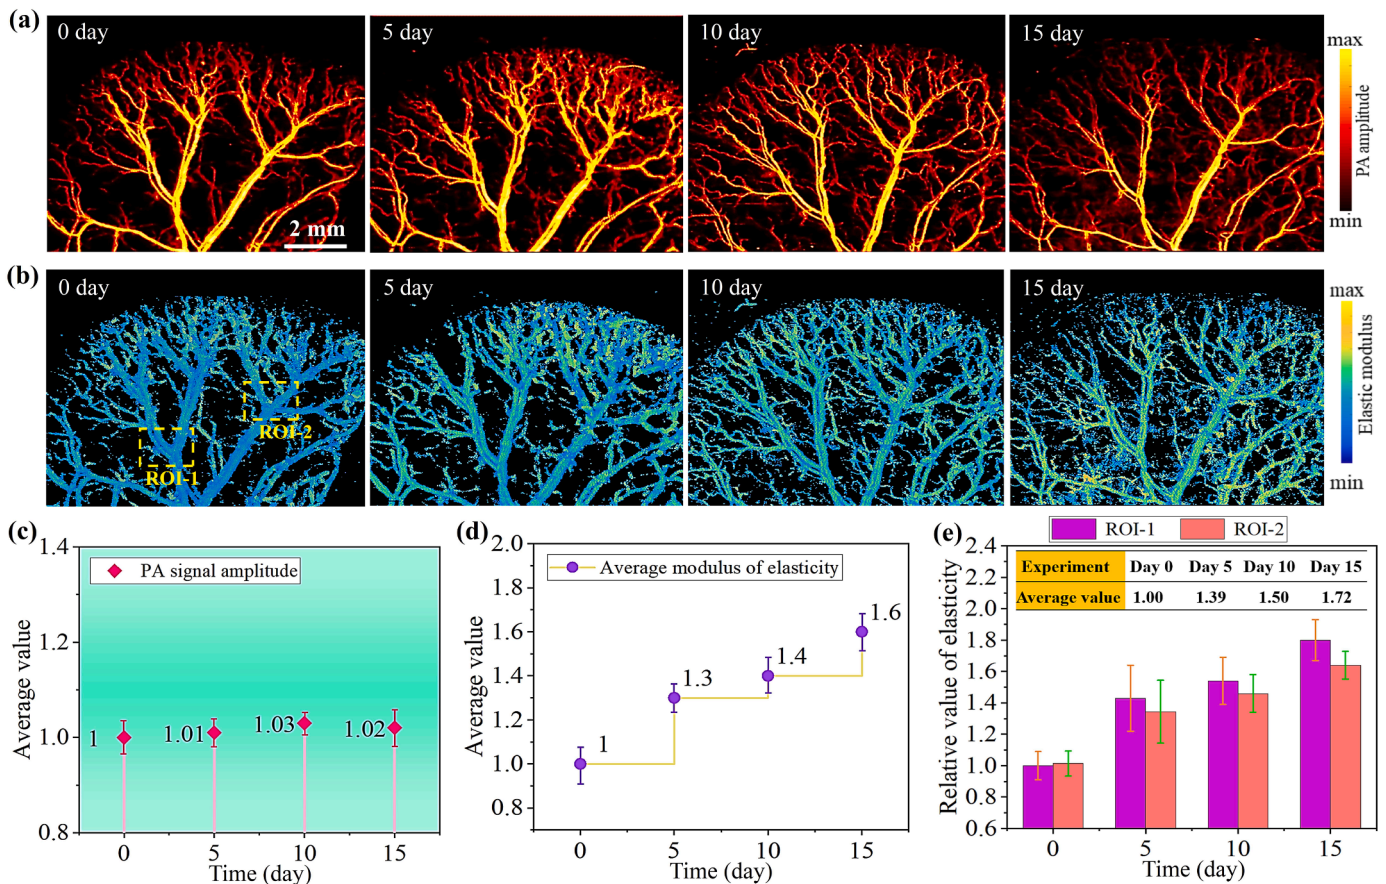 (a)
0 day
5 day
10 day
15 day
2 mm
max
PA amplitude
min
(b)
0 day
5 day
10 day
15 day
ROI-1
ROI-2
max
Elastic modulus
min
(c)
PA signal amplitude
Average value
1.4
1.2
1.0
0.8
1
1.01
1.03
1.02
0
5
10
15
Time (day)
(d)
Average modulus of elasticity
Average value
2.0
1.8
1.6
1.4
1.2
1.0
0.8
1
1.3
1.4
1.6
0
5
10
15
Time (day)
(e)
ROI-1
ROI-2
Relative value of elasticity
2.4
2.2
2.0
1.8
1.6
1.4
1.2
1.0
0.8
0.6
Experiment Day 0 Day 5 Day 10 Day 15
Average value 1.00 1.39 1.50 1.72
0
5
10
15
Time (day)